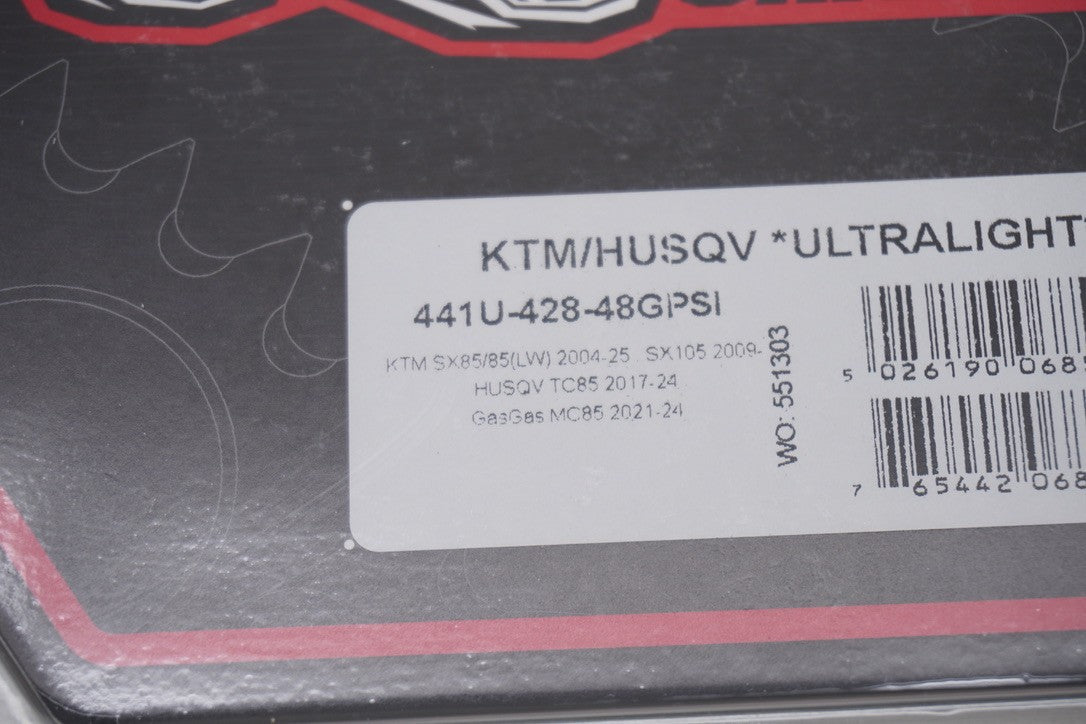 KTM/HUSQV *ULTRALIGHT
441U-428-48GPSI
KTM SX85/85(LW) 2004-25 . SX105 2009-
HUSQV TC85 2017-24
GasGas MC85 2021-24
WO: 551303
5 026190 068
7 65442 068